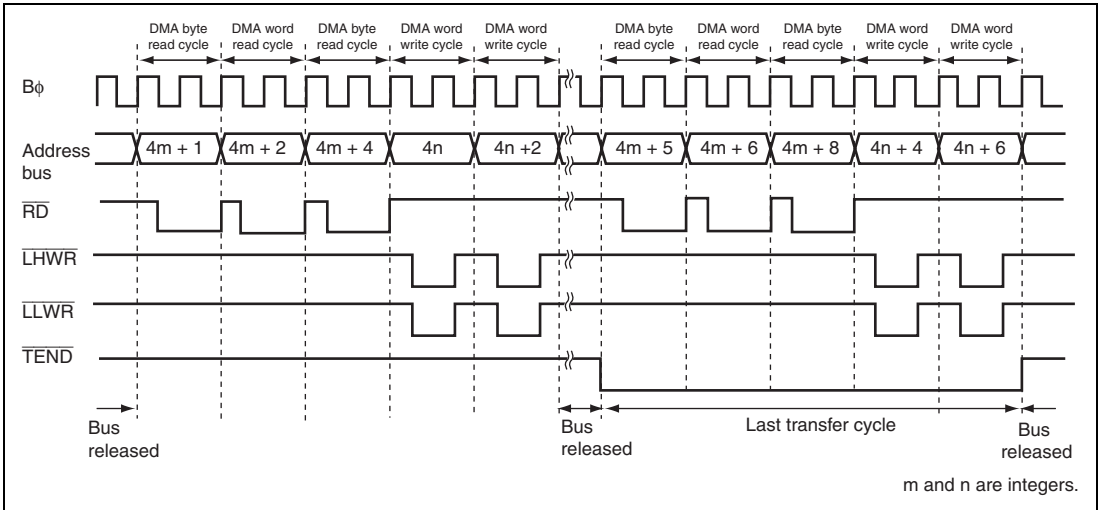 DMA byte read cycle
DMA word read cycle
DMA byte read cycle
DMA word write cycle
DMA word write cycle
DMA byte read cycle
DMA word read cycle
DMA byte read cycle
DMA word write cycle
DMA word write cycle
Bφ
Address bus
4m + 1
4m + 2
4m + 4
4n
4n +2
4m + 5
4m + 6
4m + 8
4n + 4
4n + 6
RD
LHWR
LLWR
TEND
Bus released
Bus released
Last transfer cycle
Bus released
m and n are integers.